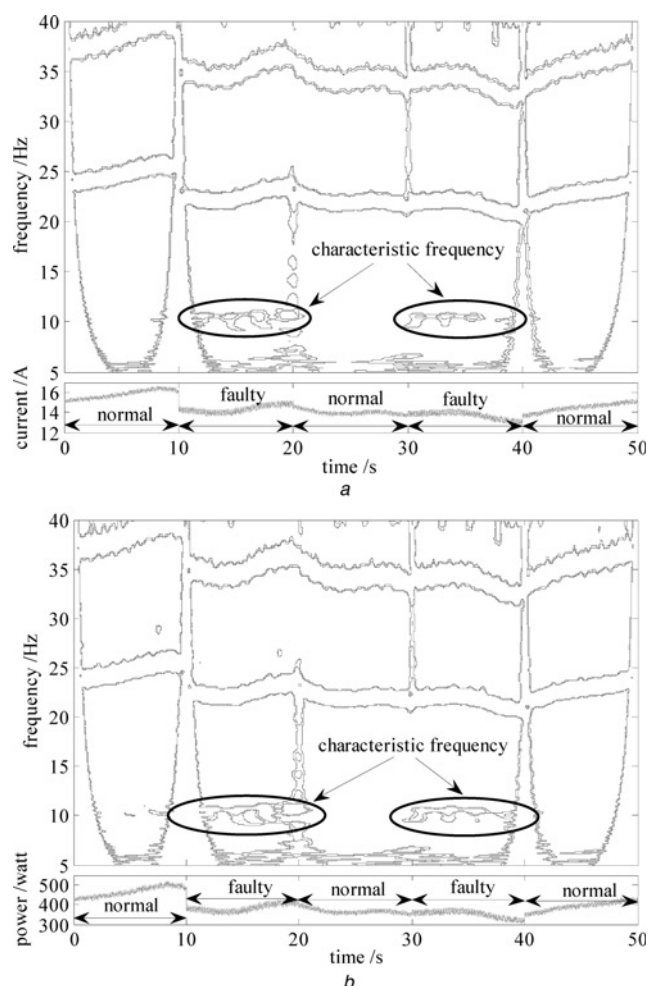 40
35
30
25
20
15
10
5
frequency /Hz
characteristic frequency
current /A
16
14
12
normal
faulty
normal
faulty
normal
0 10 20 30 40 50
time /s
a
40
35
30
25
20
15
10
5
frequency /Hz
characteristic frequency
power /watt
500
400
300
normal
faulty
normal
faulty
normal
0 10 20 30 40 50
time /s
b